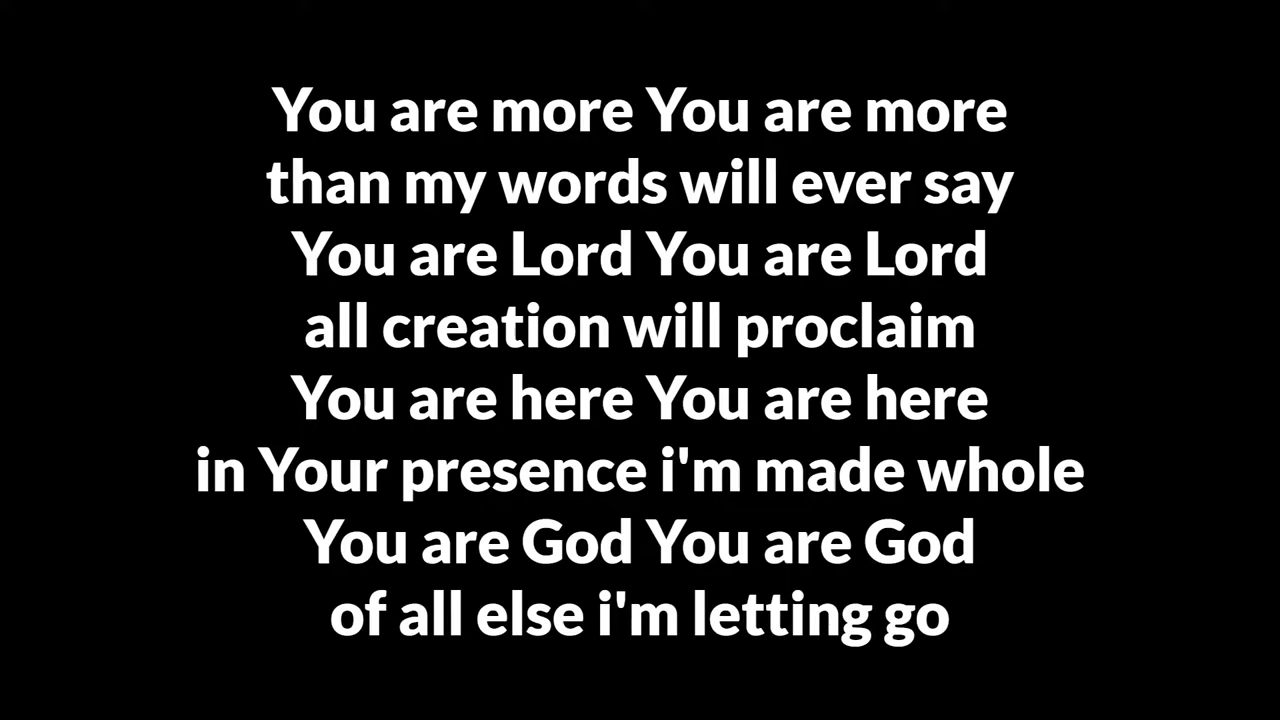 You are more You are more
than my words will ever say
You are Lord You are Lord
all creation will proclaim
You are here You are here
in Your presence i'm made whole
You are God You are God
of all else i'm letting go